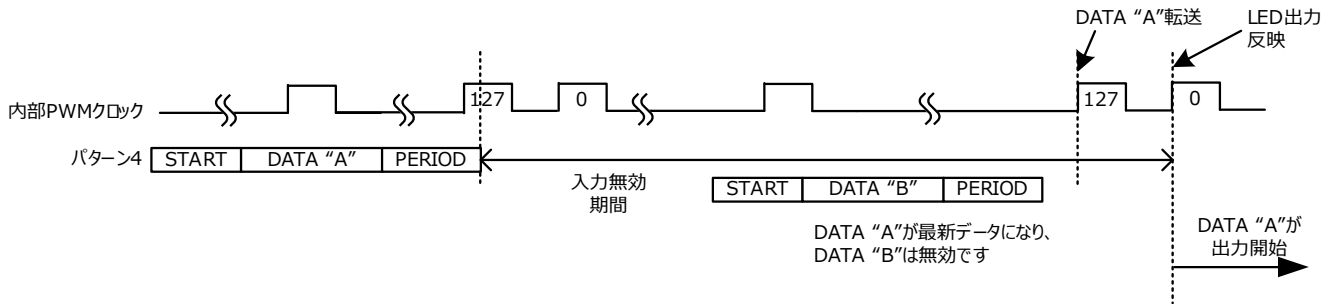 DATA “A”転送
LED出力
反映
内部PWMクロック
127
0
127
0
パターン4
START
DATA “A”
PERIOD
入力無効
期間
START
DATA “B”
PERIOD
DATA “A”が最新データになり、
DATA “B”は無効です
DATA “A”が
出力開始